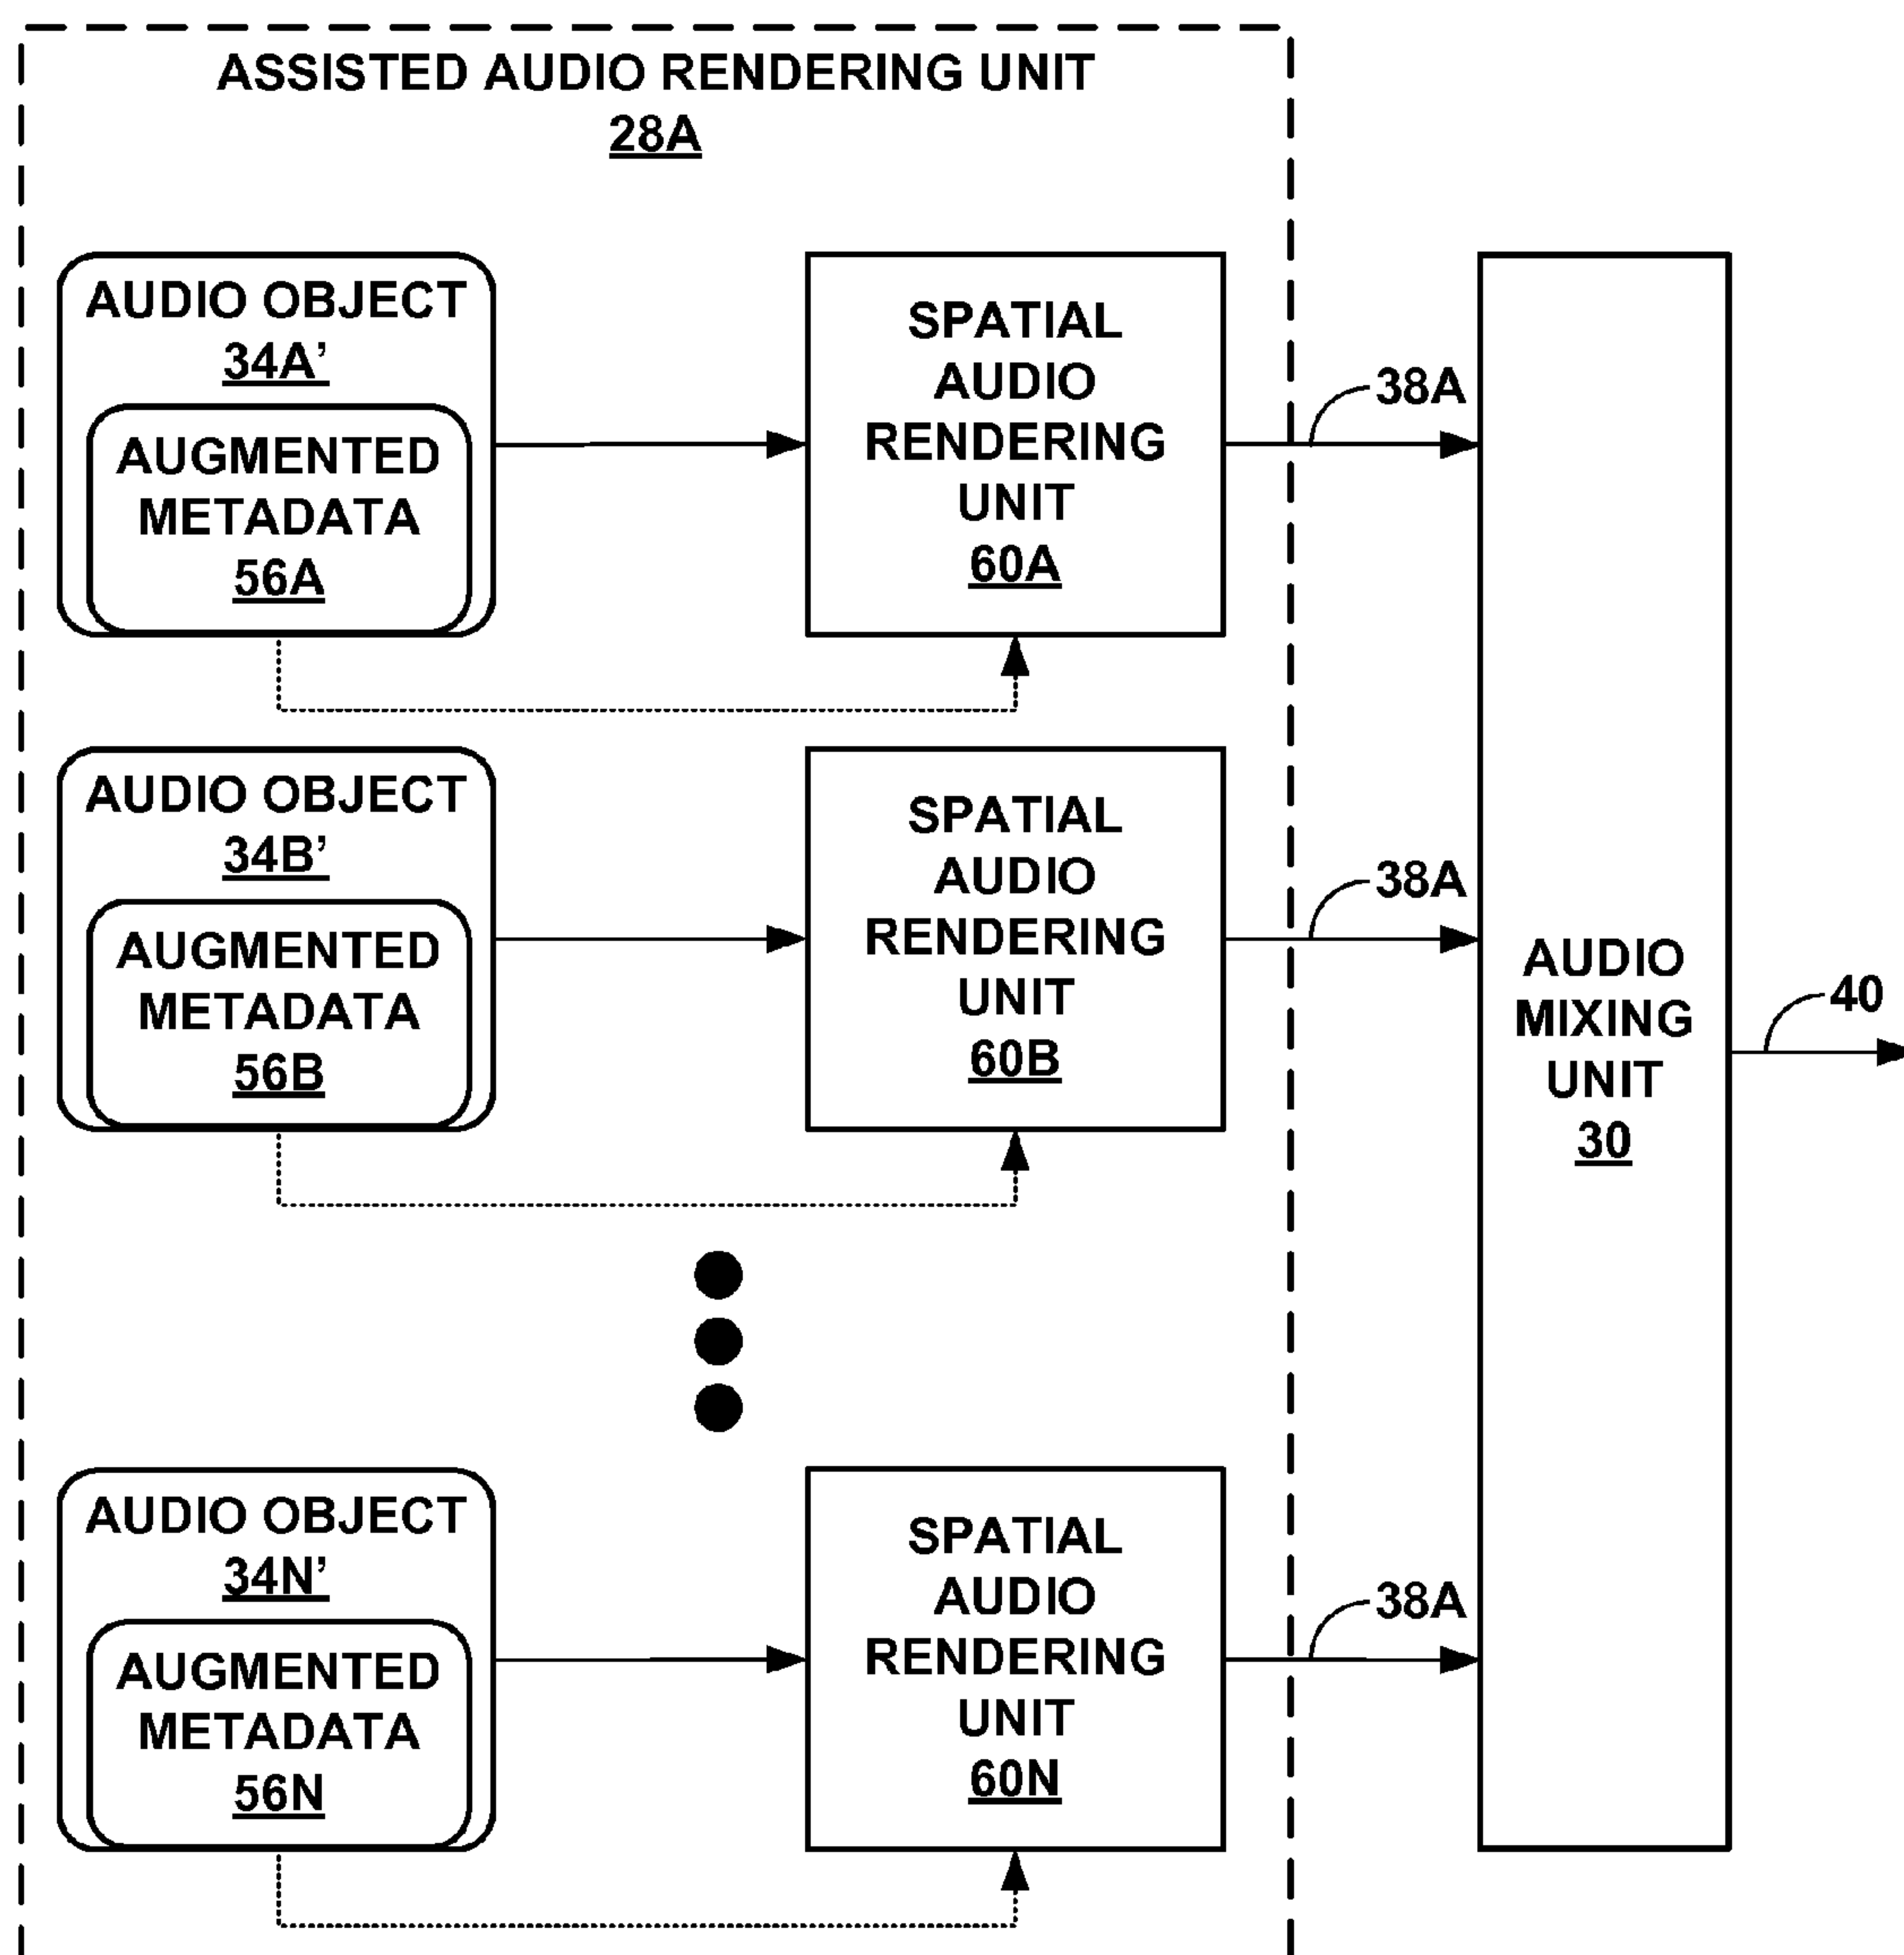 ASSISTED AUDIO RENDERING UNIT
28A
AUDIO OBJECT
34A’
AUGMENTED
METADATA
56A
SPATIAL
AUDIO
RENDERING
UNIT
60A
38A
AUDIO OBJECT
34B’
AUGMENTED
METADATA
56B
SPATIAL
AUDIO
RENDERING
UNIT
60B
38A
AUDIO OBJECT
34N’
AUGMENTED
METADATA
56N
SPATIAL
AUDIO
RENDERING
UNIT
60N
38A
AUDIO
MIXING
UNIT
30
40